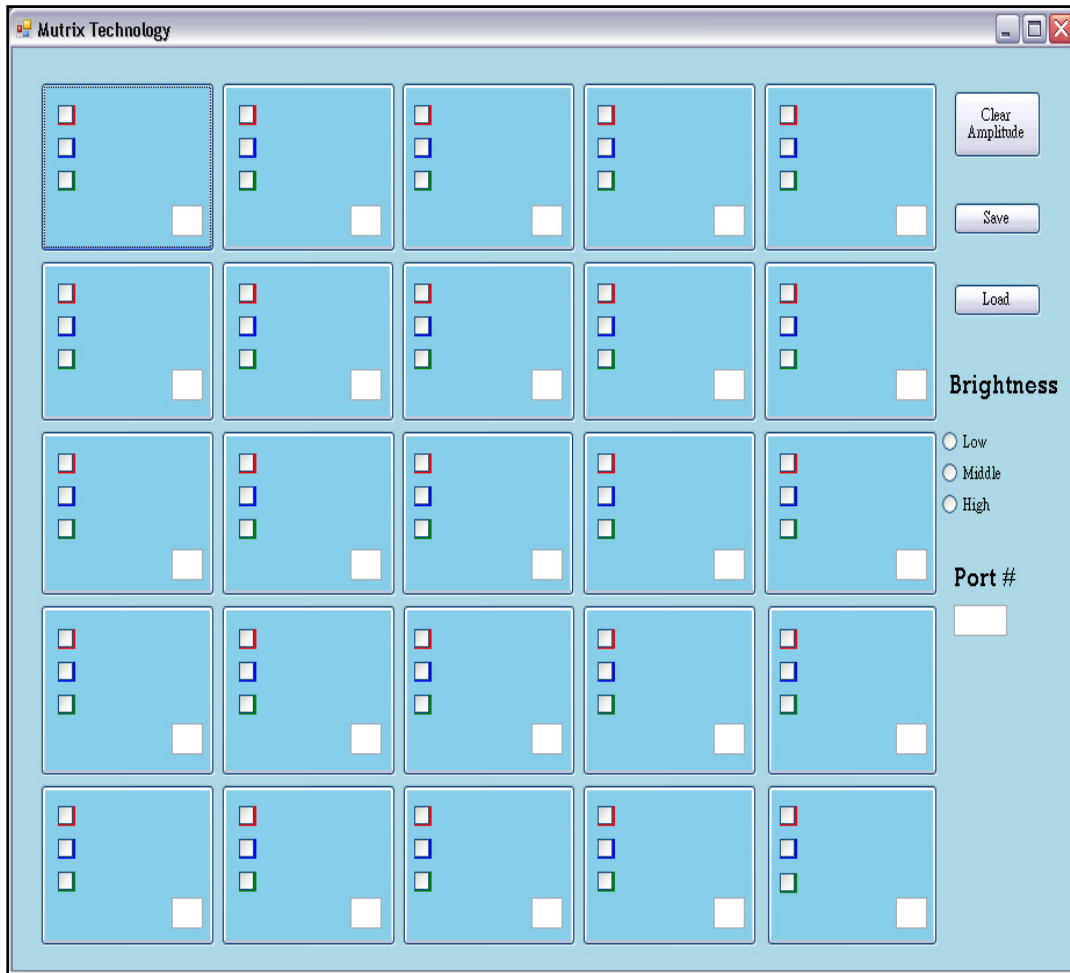 Mutrix Technology
Clear
Amplitude
Save
Load
Brightness
Low
Middle
High
Port #